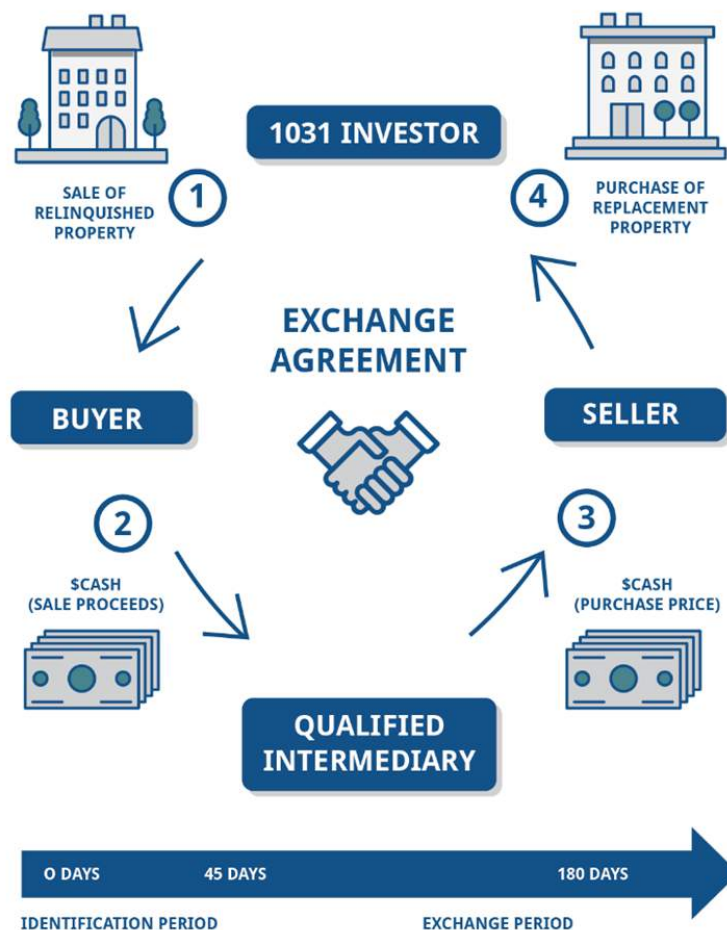 1031 INVESTOR
1
SALE OF
RELINQUISHED
PROPERTY
4
PURCHASE OF
REPLACEMENT
PROPERTY
EXCHANGE
AGREEMENT
BUYER
SELLER
2
$CASH
(SALE PROCEEDS)
3
$CASH
(PURCHASE PRICE)
QUALIFIED
INTERMEDIARY
O DAYS
45 DAYS
180 DAYS
IDENTIFICATION PERIOD
EXCHANGE PERIOD